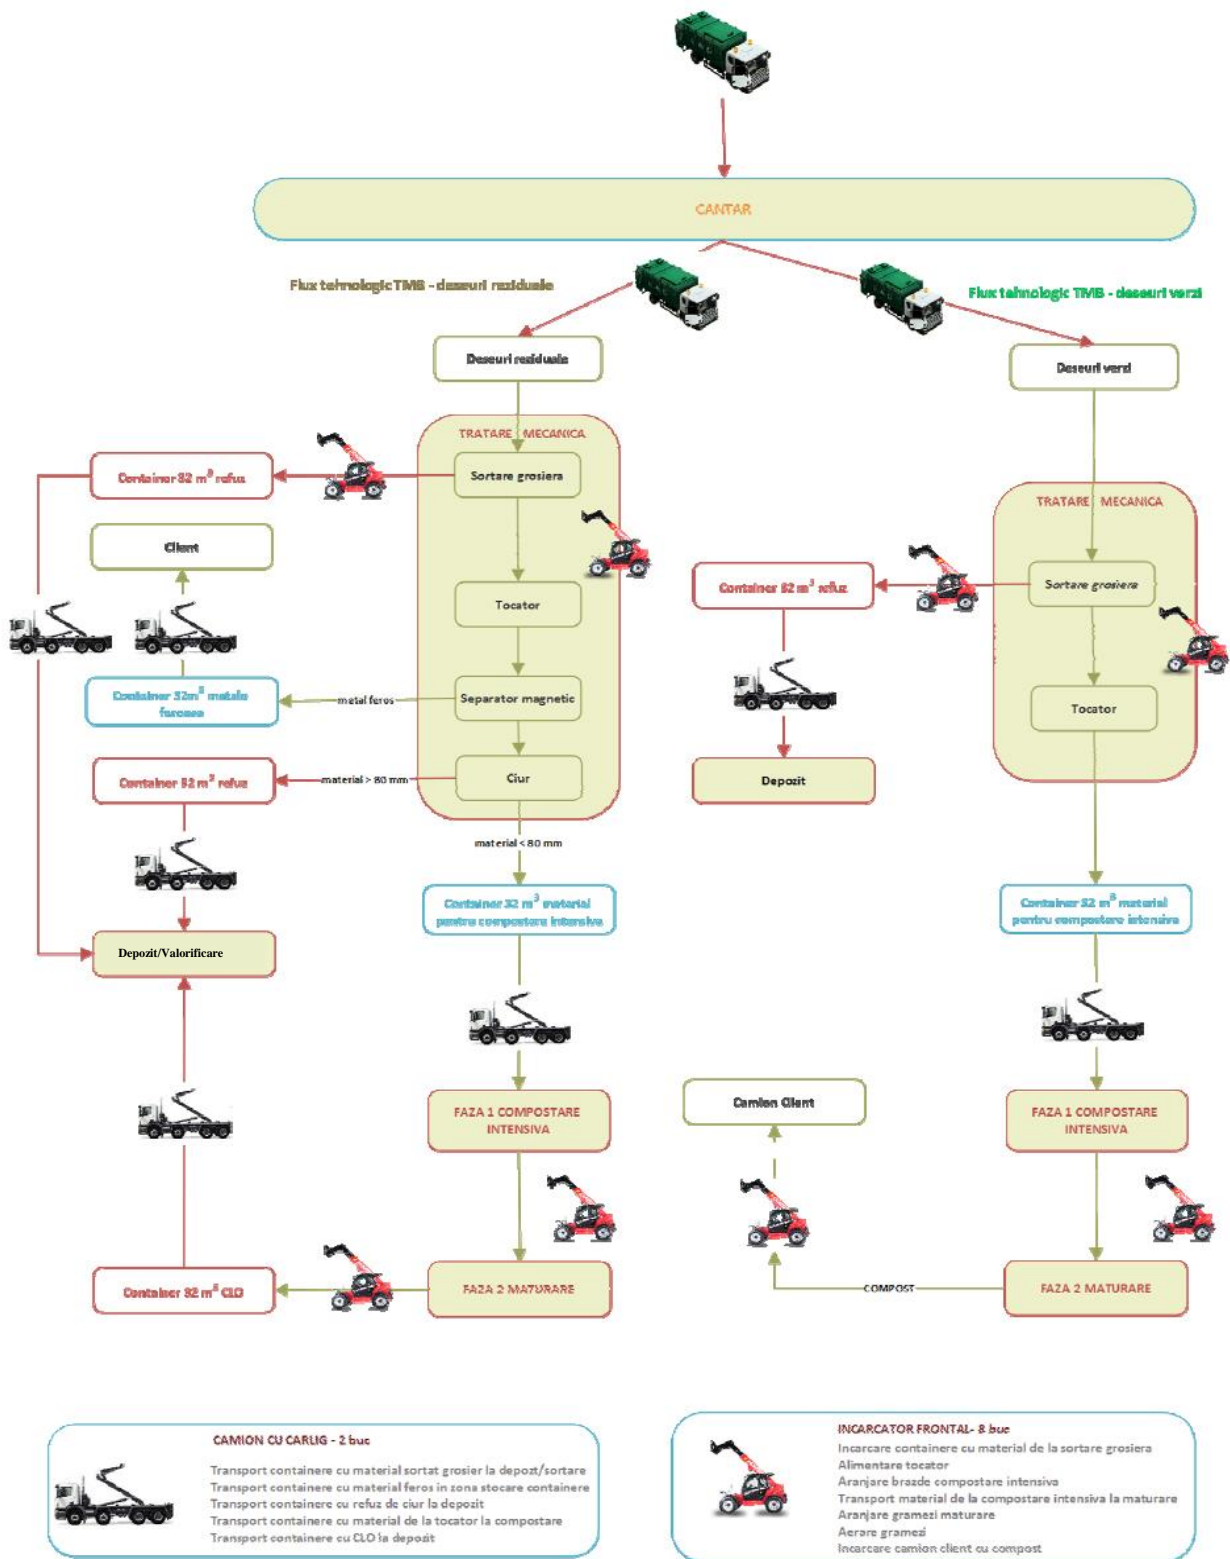 CANTAR
Flux tehnologic TMB - deseuri reziduale
Flux tehnologic TMB - deseuri verzi
Deseuri reziduale
Deseuri verzi
TRATARE MECANICA
Sortare grosiera
Container 32 m³ refuz
Client
Tocator
Container 32m³ metale
feroase
metal feros
Separator magnetic
Container 32 m³ refuz
material > 80 mm
Ciur
material < 80 mm
TRATARE MECANICA
Container 32 m³ refuz
Sortare grosiera
Tocator
Depozit
Container 32 m³ material
pentru compostare intensiva
Container 32 m³ material
pentru compostare intensiva
Depozit/Valorificare
FAZA 1 COMPOSTARE
INTENSIVA
Camion Client
FAZA 1 COMPOSTARE
INTENSIVA
Container 32 m³ CLO
FAZA 2 MATURARE
COMPOST
FAZA 2 MATURARE
CAMION CU CARLIG - 2 buc
Transport containere cu material sortat grosier la depozt/sortare
Transport containere cu material feros in zona stocare containere
Transport containere cu refuz de ciur la depozit
Transport containere cu material de la tocator la compostare
Transport containere cu CLO la depozit
INCARCATOR FRONTAL- 8 buc
Incarcare containere cu material de la sortare grosiera
Alimentare tocator
Aranjare brazde compostare intensiva
Transport material de la compostare intensiva la maturare
Aranjare gramezi maturare
Aerare gramezi
Incarcare camion client cu compost